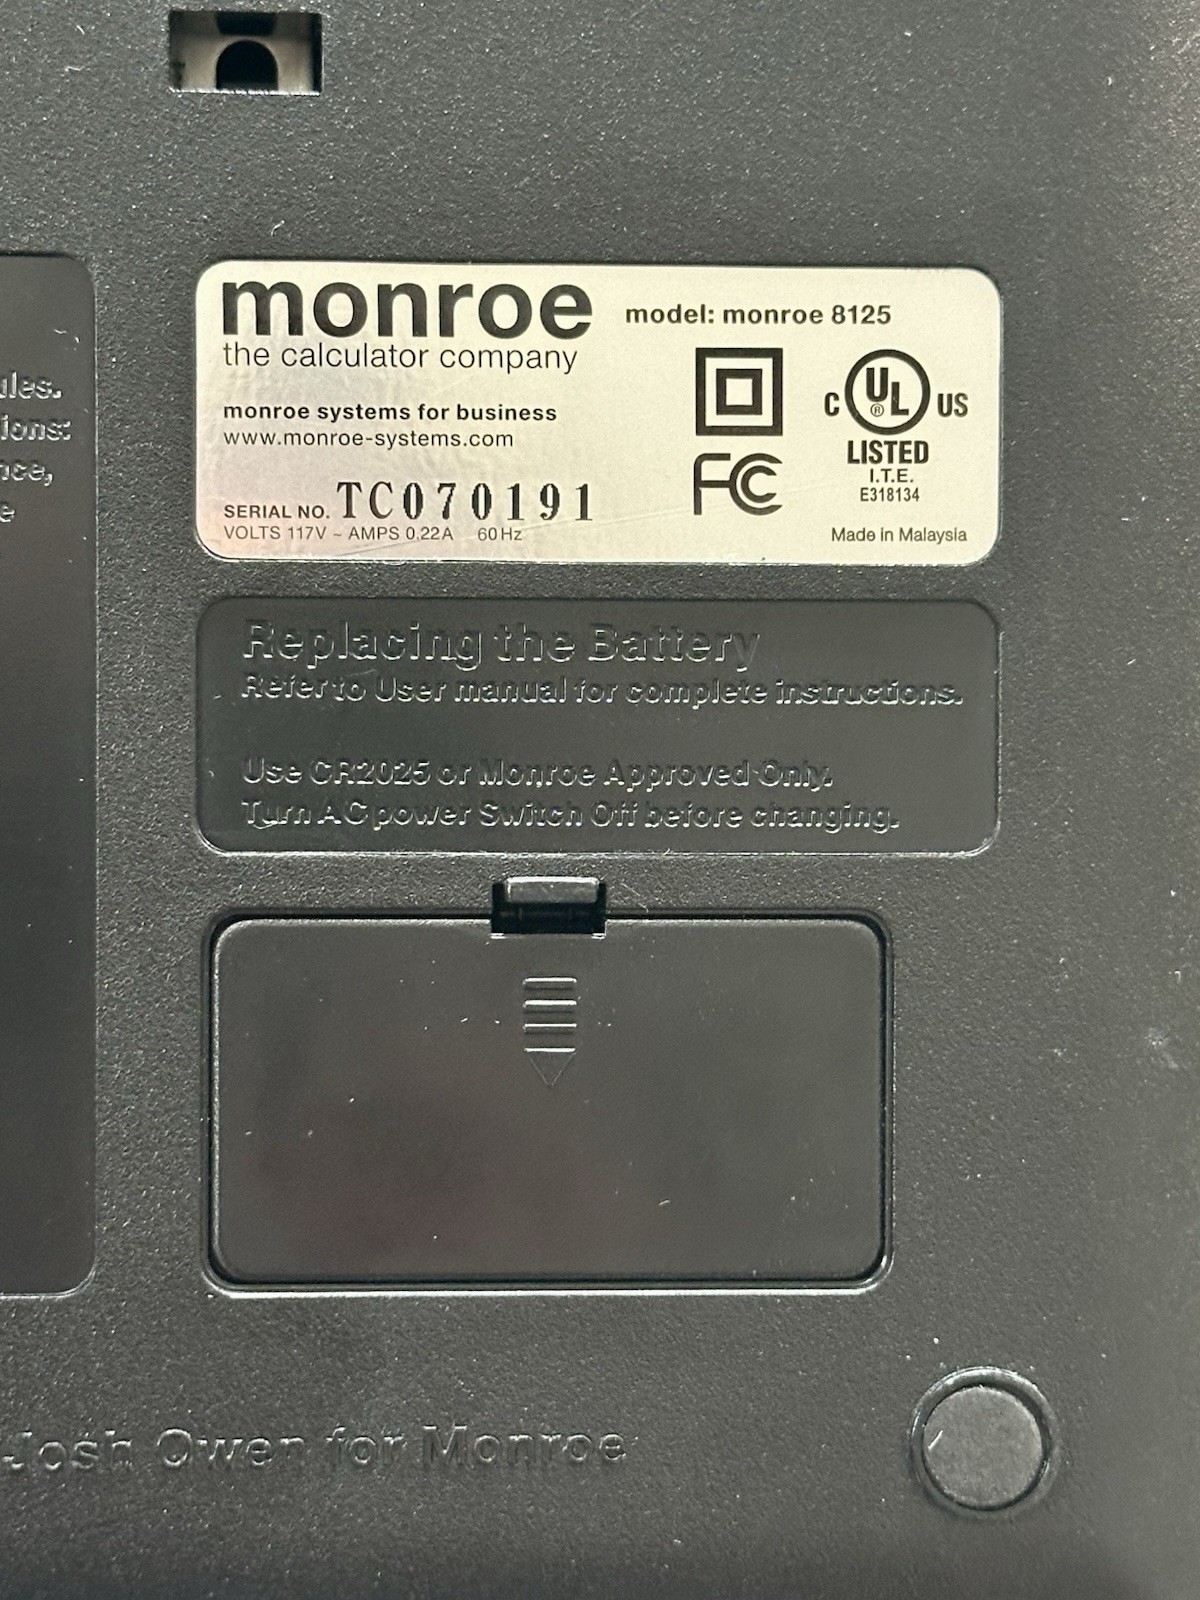 monroe
the calculator company
model: monroe 8125
monroe systems for business
www.monroe-systems.com
SERIAL NO. TC070191
VOLTS 117V ~ AMPS 0.22A 60Hz
C UL ® US
LISTED
I.T.E.
E318134
FC
Made in Malaysia
Replacing the Battery
Refer to User manual for complete instructions.
Use CR2025 or Monroe Approved Only.
Turn AC power Switch Off before changing.
Josh Owen for Monroe